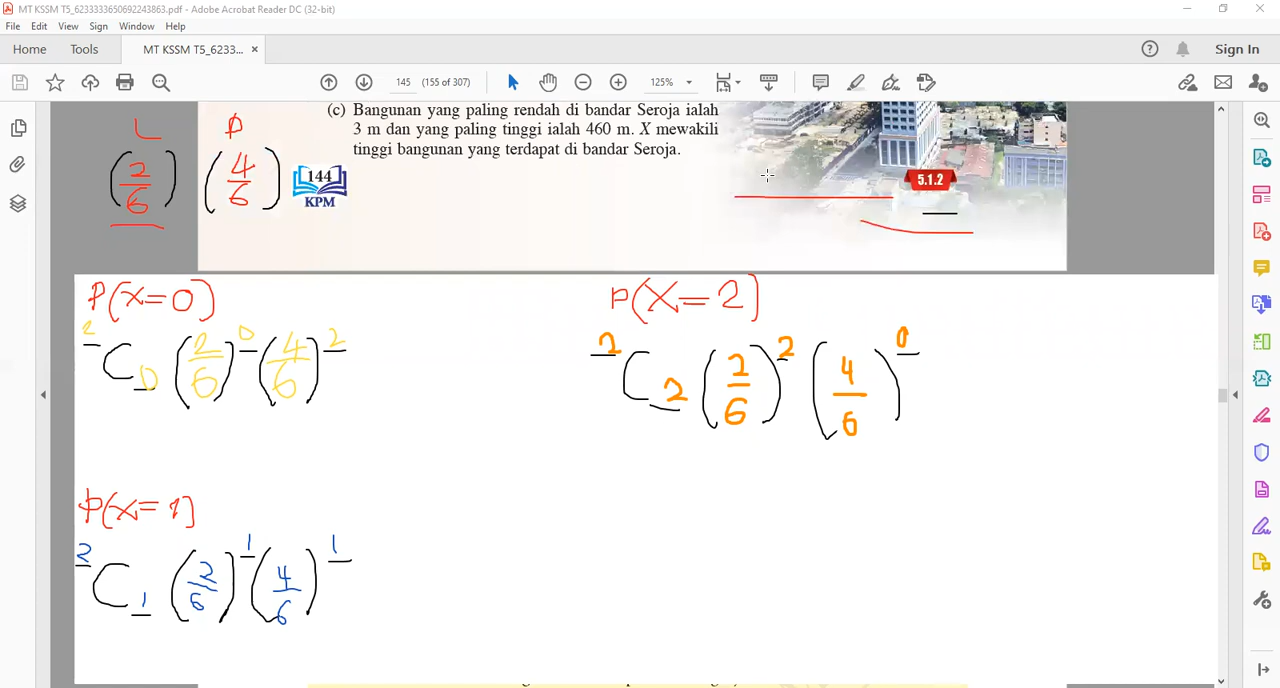 MT KSSM T5_6233333650692243863.pdf - Adobe Acrobat Reader DC (32-bit)
File Edit View Sign Window Help
Home Tools MT KSSM T5_6233... × Sign In
145 (155 of 307) 125%
(c) Bangunan yang paling rendah di bandar Seroja ialah
3 m dan yang paling tinggi ialah 460 m. X mewakili
tinggi bangunan yang terdapat di bandar Seroja.
L P
(2/6) (4/6)
144
KPM
5.1.2
P(x=0)
2C0 (2/6)^0 (4/6)^2
P(X=2)
2C2 (2/6)^2 (4/6)^0
P(x=1)
2C1 (2/6)^1 (4/6)^1